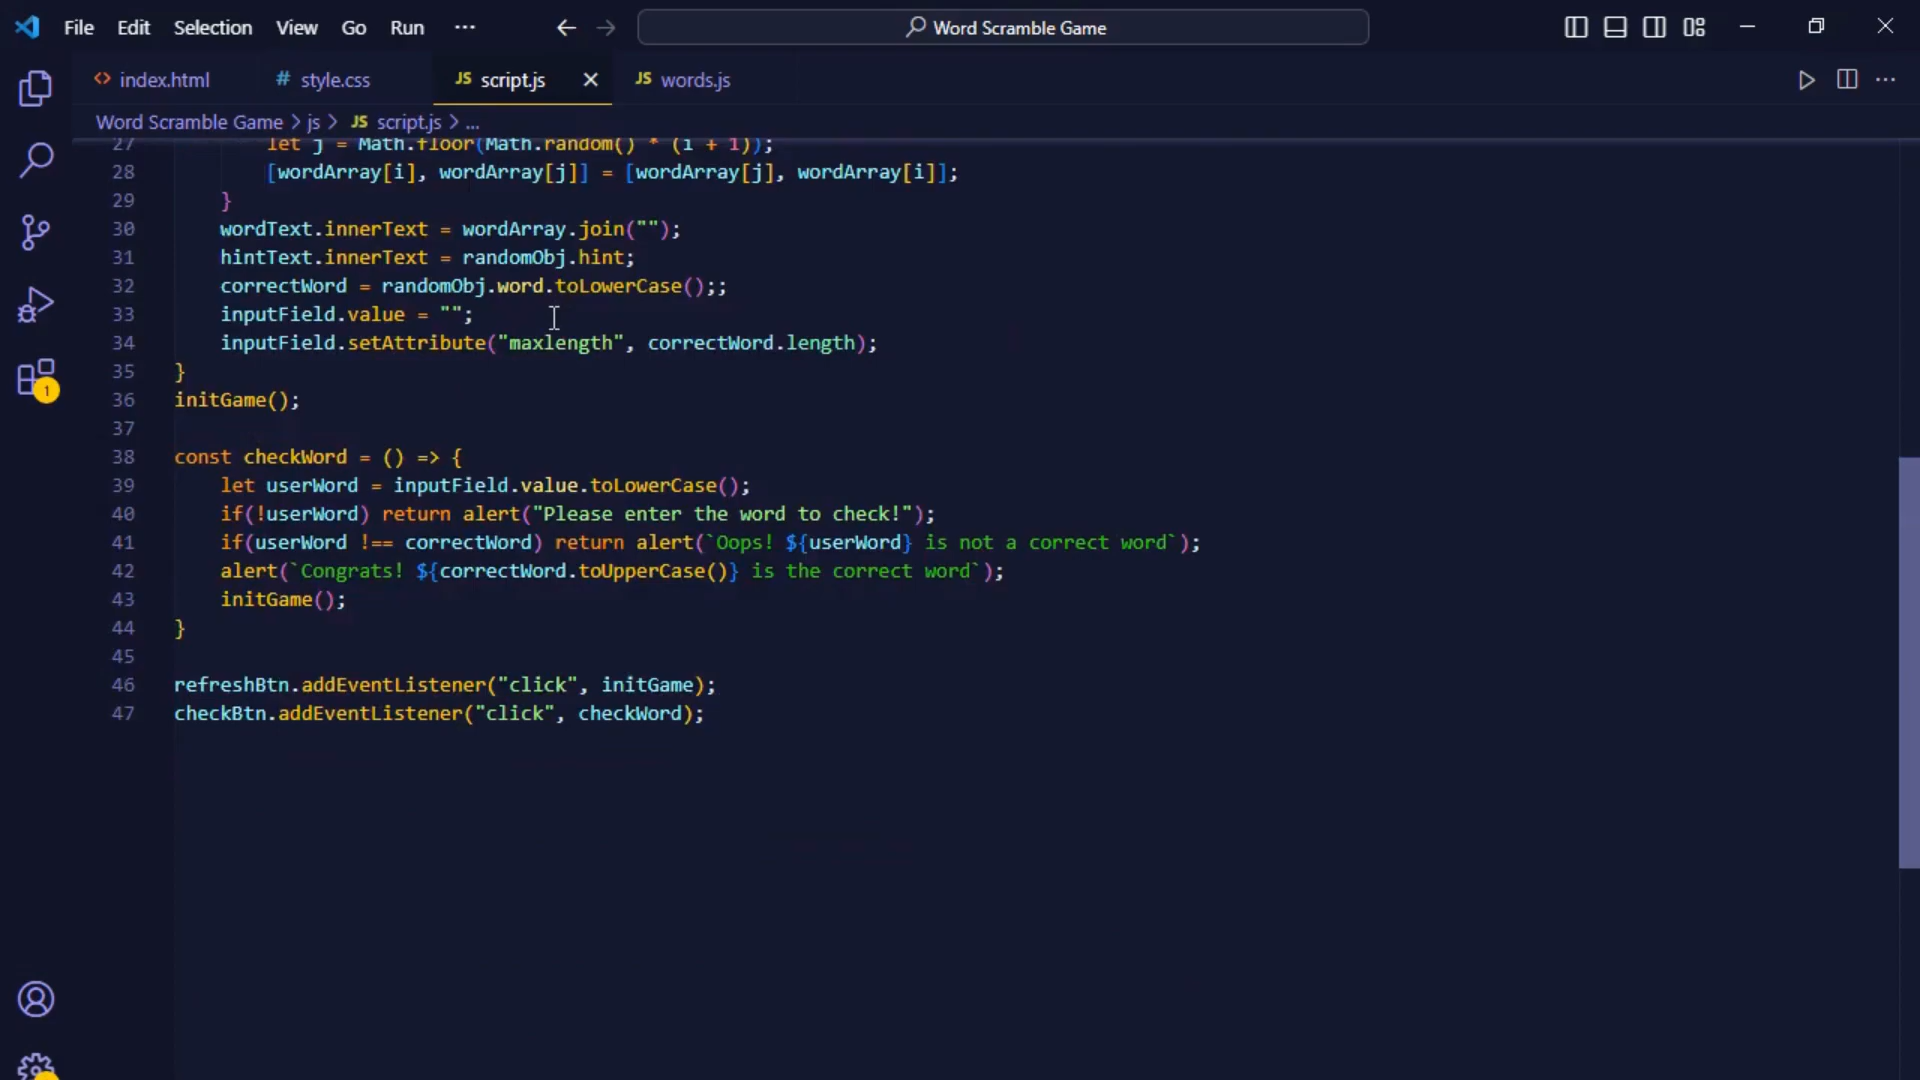 File Edit Selection View Go Run ··· Word Scramble Game
index.html # style.css JS script.js JS words.js
Word Scramble Game > js > JS script.js > ...
27 let j = Math.floor(Math.random() * (i + 1));
28 [wordArray[i], wordArray[j]] = [wordArray[j], wordArray[i]];
29 }
30 wordText.innerText = wordArray.join("");
31 hintText.innerText = randomObj.hint;
32 correctWord = randomObj.word.toLowerCase();;
33 inputField.value = "";
34 inputField.setAttribute("maxlength", correctWord.length);
35 }
36 initGame();
37
38 const checkWord = () => {
39 let userWord = inputField.value.toLowerCase();
40 if(!userWord) return alert("Please enter the word to check!");
41 if(userWord !== correctWord) return alert(`Oops! ${userWord} is not a correct word`);
42 alert(`Congrats! ${correctWord.toUpperCase()} is the correct word`);
43 initGame();
44 }
45
46 refreshBtn.addEventListener("click", initGame);
47 checkBtn.addEventListener("click", checkWord);
1